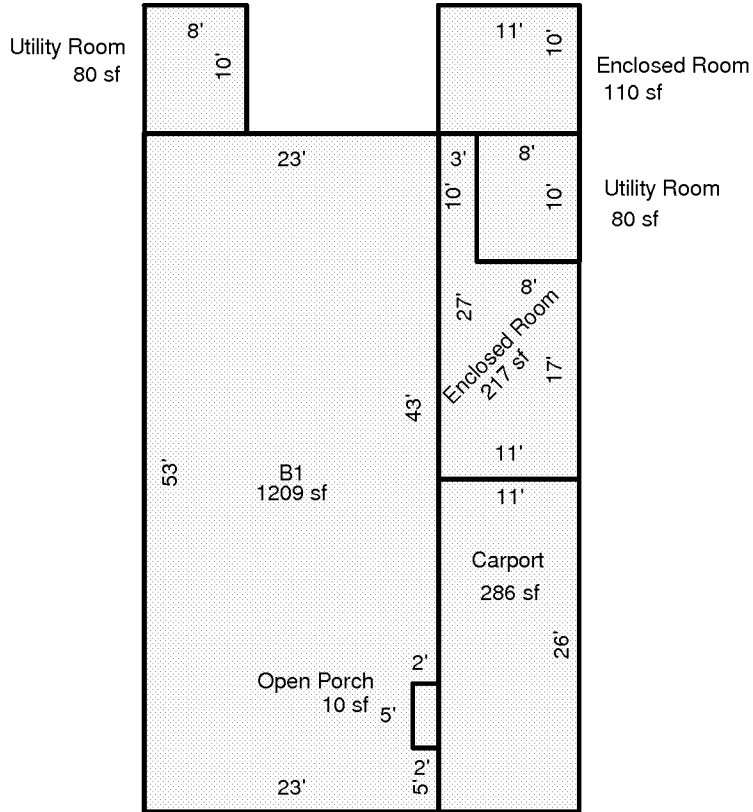 8'
11'
Utility Room
80 sf
10'
10'
Enclosed Room
110 sf
23'
3'
8'
10'
10'
Utility Room
80 sf
8'
27'
Enclosed Room
217 sf
17'
43'
11'
53'
B1
1209 sf
11'
Carport
286 sf
26'
2'
Open Porch
10 sf
5'
2'
23'
5'